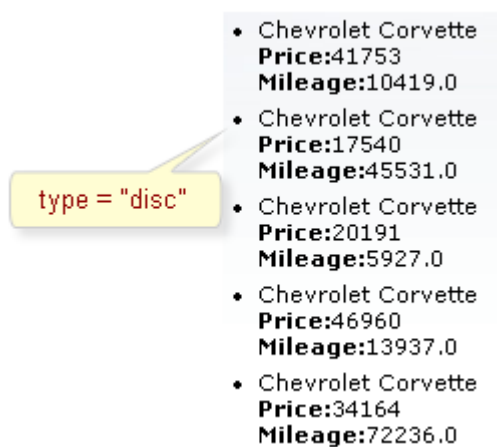 Chevrolet Corvette
Price:41753
Mileage:10419.0
Chevrolet Corvette
Price:17540
Mileage:45531.0
type = "disc"
Chevrolet Corvette
Price:20191
Mileage:5927.0
Chevrolet Corvette
Price:46960
Mileage:13937.0
Chevrolet Corvette
Price:34164
Mileage:72236.0